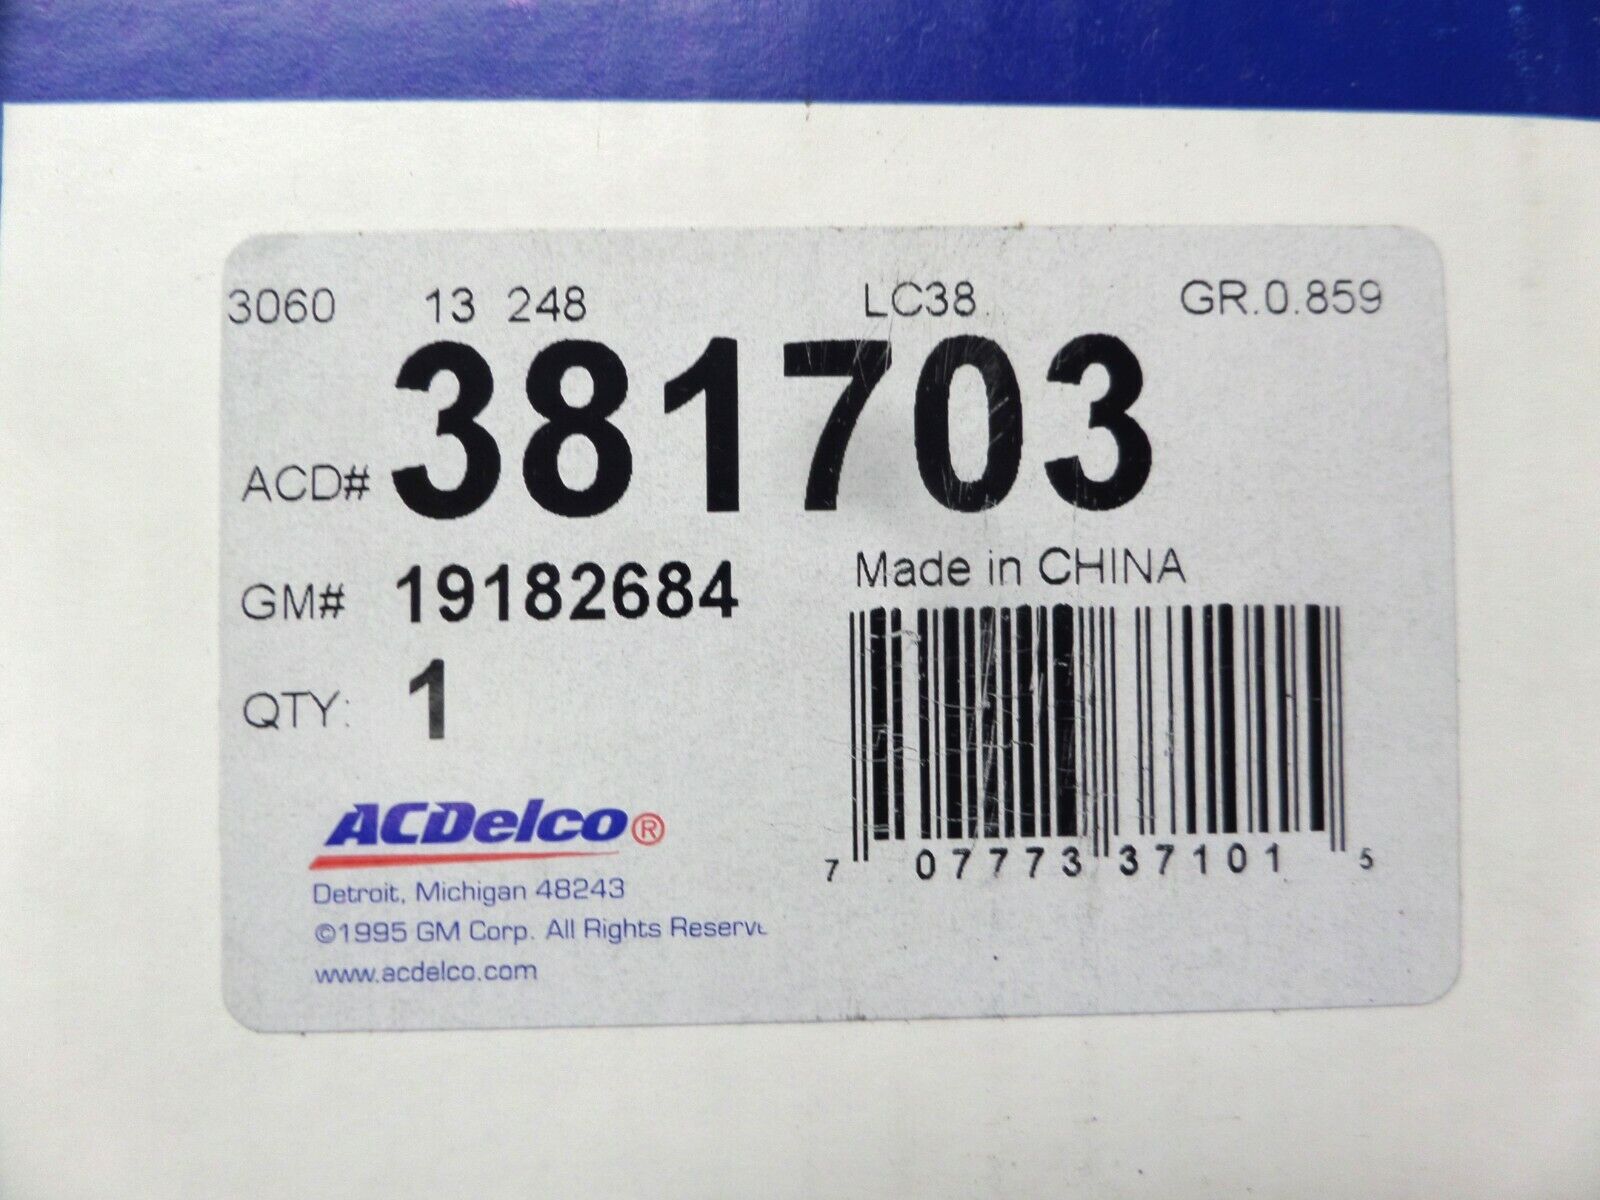 3060 13 248 LC38 GR.0.859
ACD# 381703
GM# 19182684
Made in CHINA
QTY: 1
7 07773 37101 5
ACDelco®
Detroit, Michigan 48243
©1995 GM Corp. All Rights Reserve
www.acdelco.com